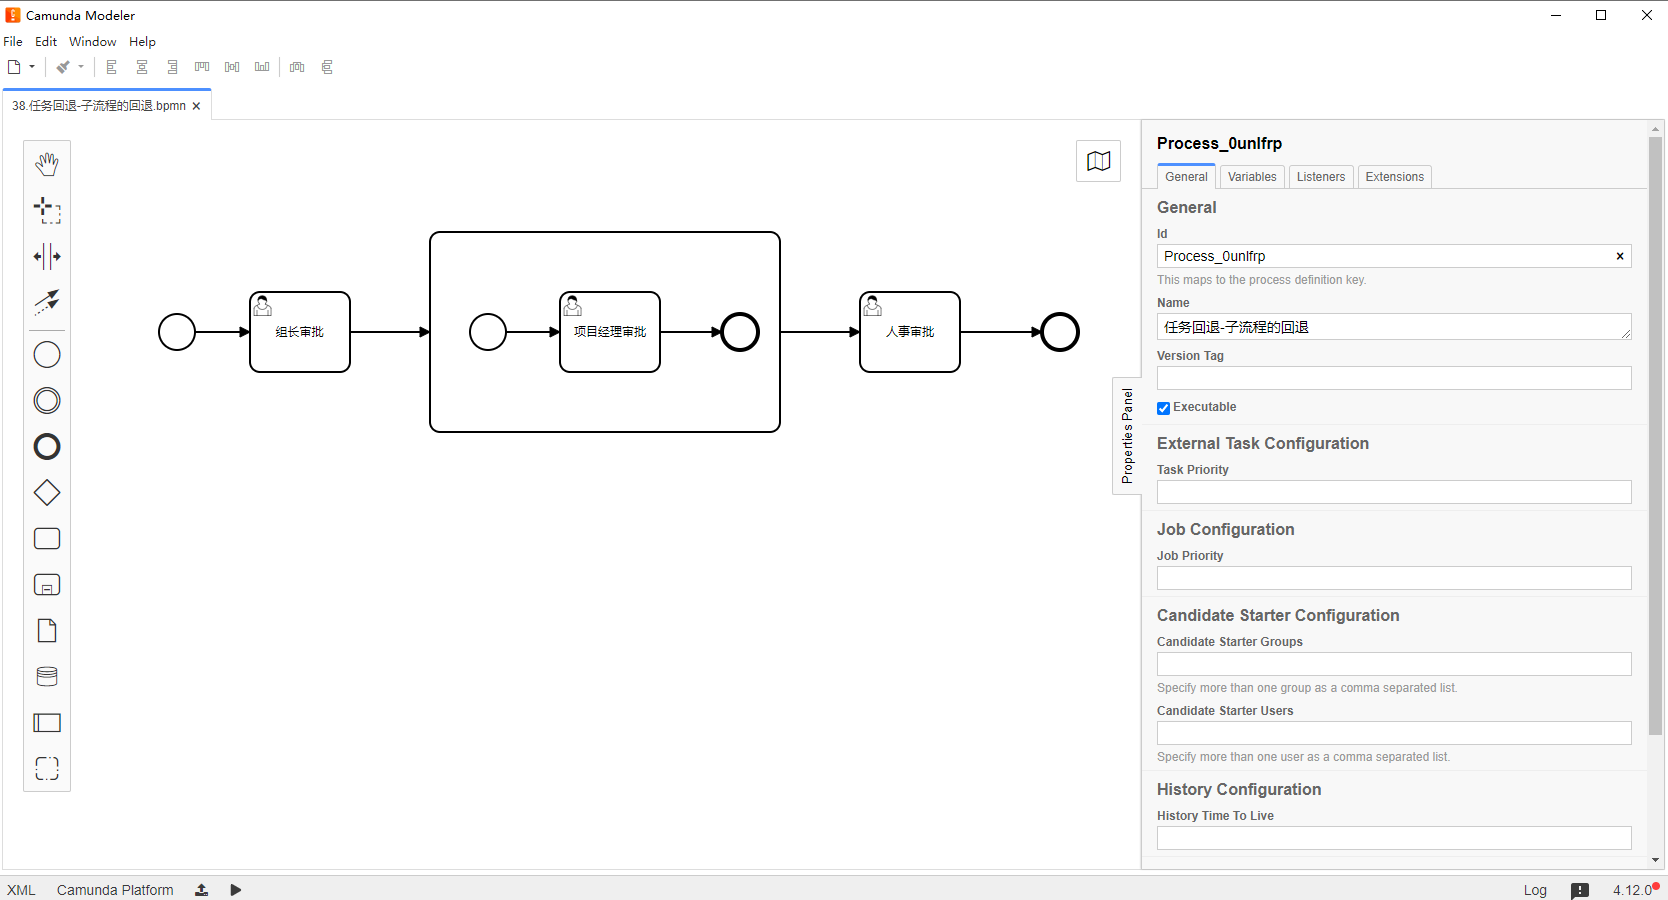 Camunda Modeler
File Edit Window Help
38.任务回退-子流程的回退.bpmn ×
组长审批
项目经理审批
人事审批
Properties Panel
Process_0unlfrp
General Variables Listeners Extensions
General
Id
Process_0unlfrp
This maps to the process definition key.
Name
任务回退-子流程的回退
Version Tag
Executable
External Task Configuration
Task Priority
Job Configuration
Job Priority
Candidate Starter Configuration
Candidate Starter Groups
Specify more than one group as a comma separated list.
Candidate Starter Users
Specify more than one user as a comma separated list.
History Configuration
History Time To Live
XML Camunda Platform Log 4.12.0